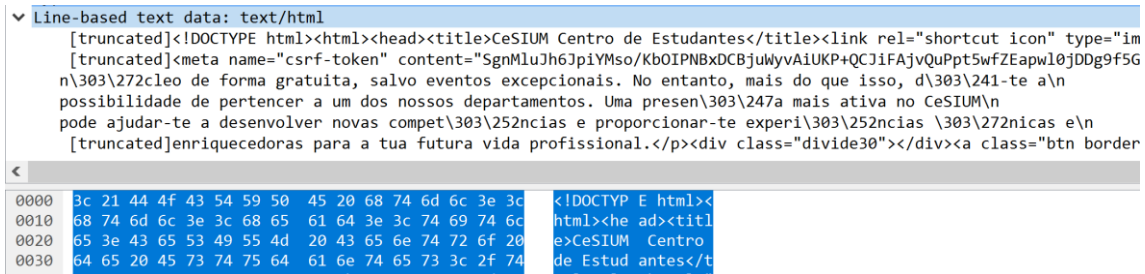 Line-based text data: text/html
[truncated]<!DOCTYPE html><html><head><title>CeSIUM Centro de Estudantes</title><link rel="shortcut icon" type="im
[truncated]<meta name="csrf-token" content="SgnMluJh6JpiYMso/KbOIPNBxDCBjuWyvAiUKP+QCJiFAjvQuPpt5wfZEapwl0jDDg9f5G
n\303\272cleo de forma gratuita, salvo eventos excepcionais. No entanto, mais do que isso, d\303\241-te a\n
possibilidade de pertencer a um dos nossos departamentos. Uma presen\303\247a mais ativa no CeSIUM\n
pode ajudar-te a desenvolver novas compet\303\252ncias e proporcionar-te experi\303\252ncias \303\272nicas e\n
[truncated]enriquecedoras para a tua futura vida profissional.</p><div class="divide30"></div><a class="btn border
0000 3c 21 44 4f 43 54 59 50 45 20 68 74 6d 6c 3e 3c <!DOCTYP E html><
0010 68 74 6d 6c 3e 3c 68 65 61 64 3e 3c 74 69 74 6c html><he ad><titl
0020 65 3e 43 65 53 49 55 4d 20 43 65 6e 74 72 6f 20 e>CeSIUM Centro
0030 64 65 20 45 73 74 75 64 61 6e 74 65 73 3c 2f 74 de Estud antes</t